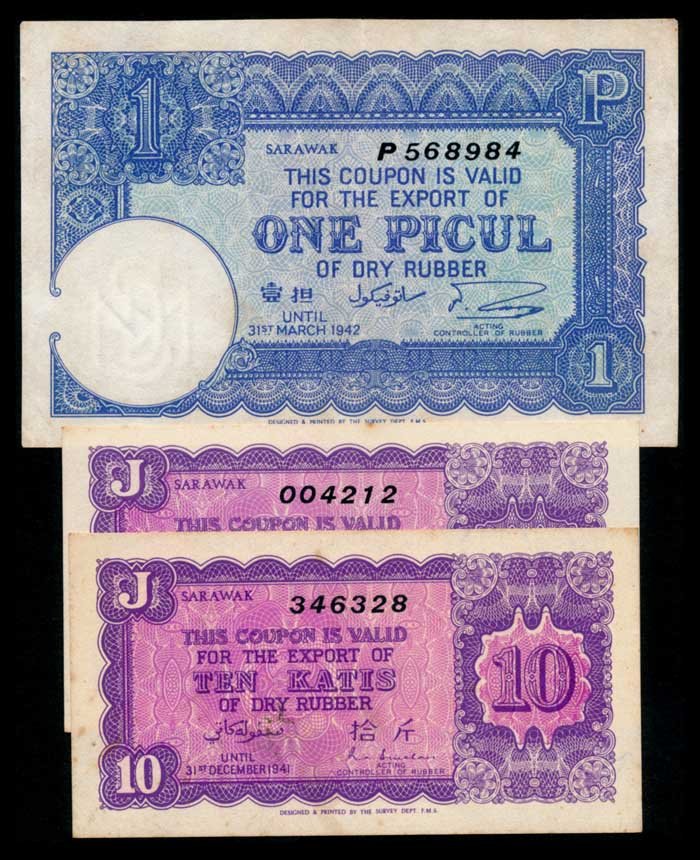 1
P
SARAWAK P 568984
THIS COUPON IS VALID
FOR THE EXPORT OF
ONE PICUL
OF DRY RUBBER
壹担 ساتوفيكول
UNTIL
31ST MARCH 1942
ACTING
CONTROLLER OF RUBBER
1
DESIGNED & PRINTED BY THE SURVEY DEPT. F.M.S.
J
SARAWAK 004212
THIS COUPON IS VALID
J
SARAWAK 346328
THIS COUPON IS VALID
FOR THE EXPORT OF
TEN KATIS
OF DRY RUBBER
10
拾斤
UNTIL
31ST DECEMBER 1941
ACTING
CONTROLLER OF RUBBER
10
DESIGNED & PRINTED BY THE SURVEY DEPT. F.M.S.